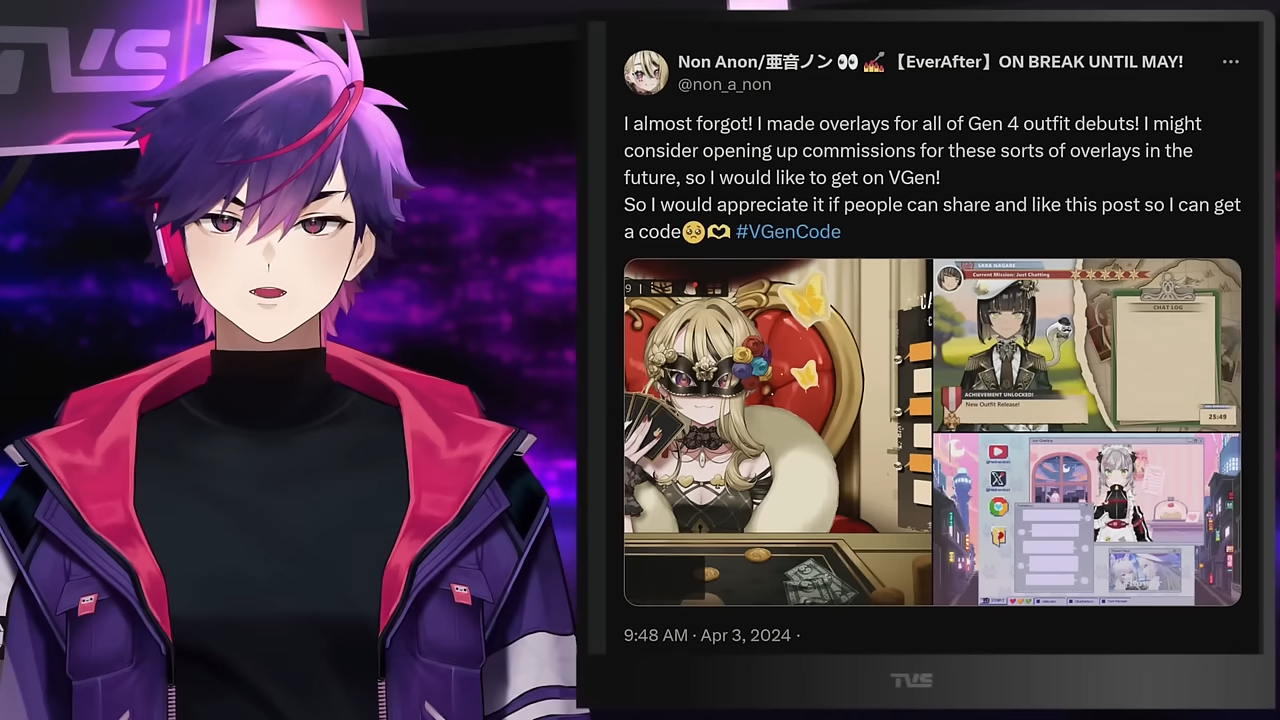 TVS
Non Anon/亜音ノン 👀 💅 【EverAfter】ON BREAK UNTIL MAY!
@non_a_non
I almost forgot! I made overlays for all of Gen 4 outfit debuts! I might
consider opening up commissions for these sorts of overlays in the
future, so I would like to get on VGen!
So I would appreciate it if people can share and like this post so I can get
a code🥺🫶 #VGenCode
Current Mission: Just Chatting
CHAT LOG
ACHIEVEMENT UNLOCKED!
New Outfit Release!
25:49
9:48 AM · Apr 3, 2024 ·
TVS